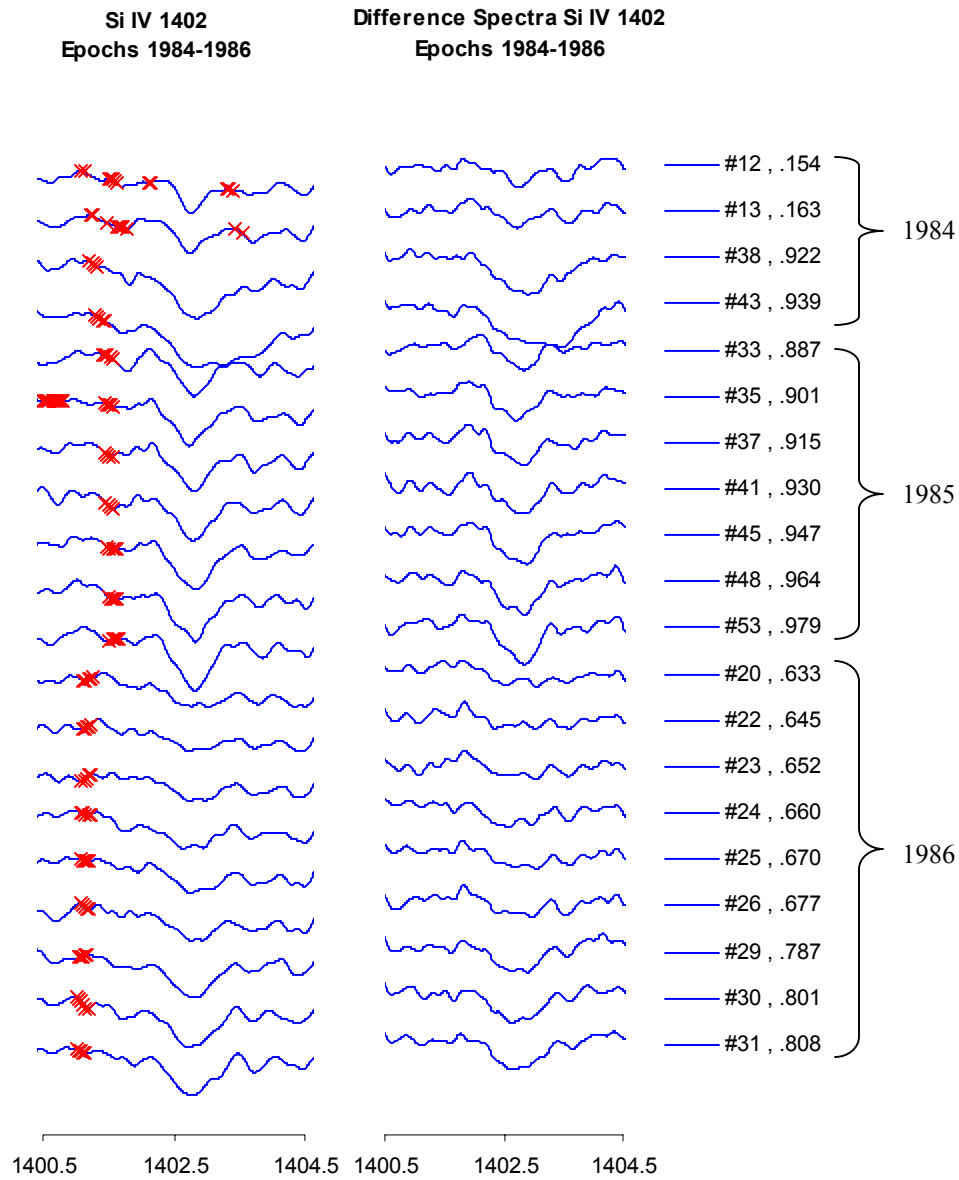 Si IV 1402
Epochs 1984-1986
Difference Spectra Si IV 1402
Epochs 1984-1986
#12 , .154
#13 , .163
#38 , .922
#43 , .939
1984
#33 , .887
#35 , .901
#37 , .915
#41 , .930
#45 , .947
#48 , .964
#53 , .979
1985
#20 , .633
#22 , .645
#23 , .652
#24 , .660
#25 , .670
#26 , .677
#29 , .787
#30 , .801
#31 , .808
1986
1400.5 1402.5 1404.5
1400.5 1402.5 1404.5